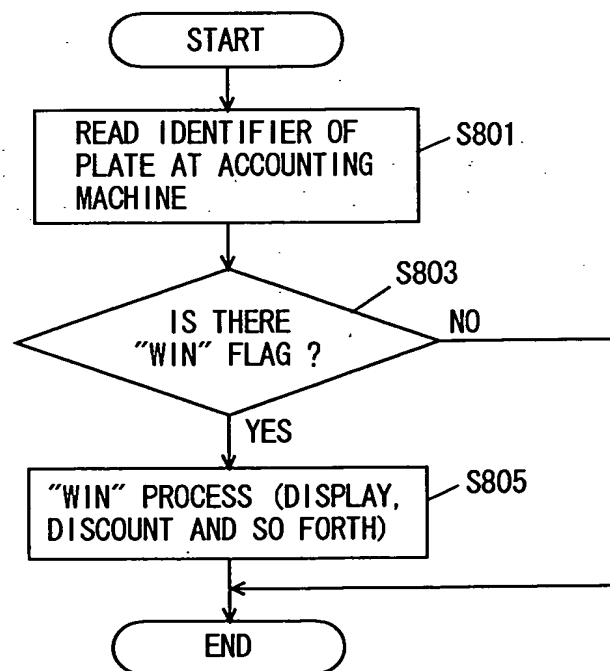 START
READ IDENTIFIER OF
PLATE AT ACCOUNTING
MACHINE
S801
S803
IS THERE
"WIN" FLAG ?
NO
YES
"WIN" PROCESS (DISPLAY,
DISCOUNT AND SO FORTH)
S805
END